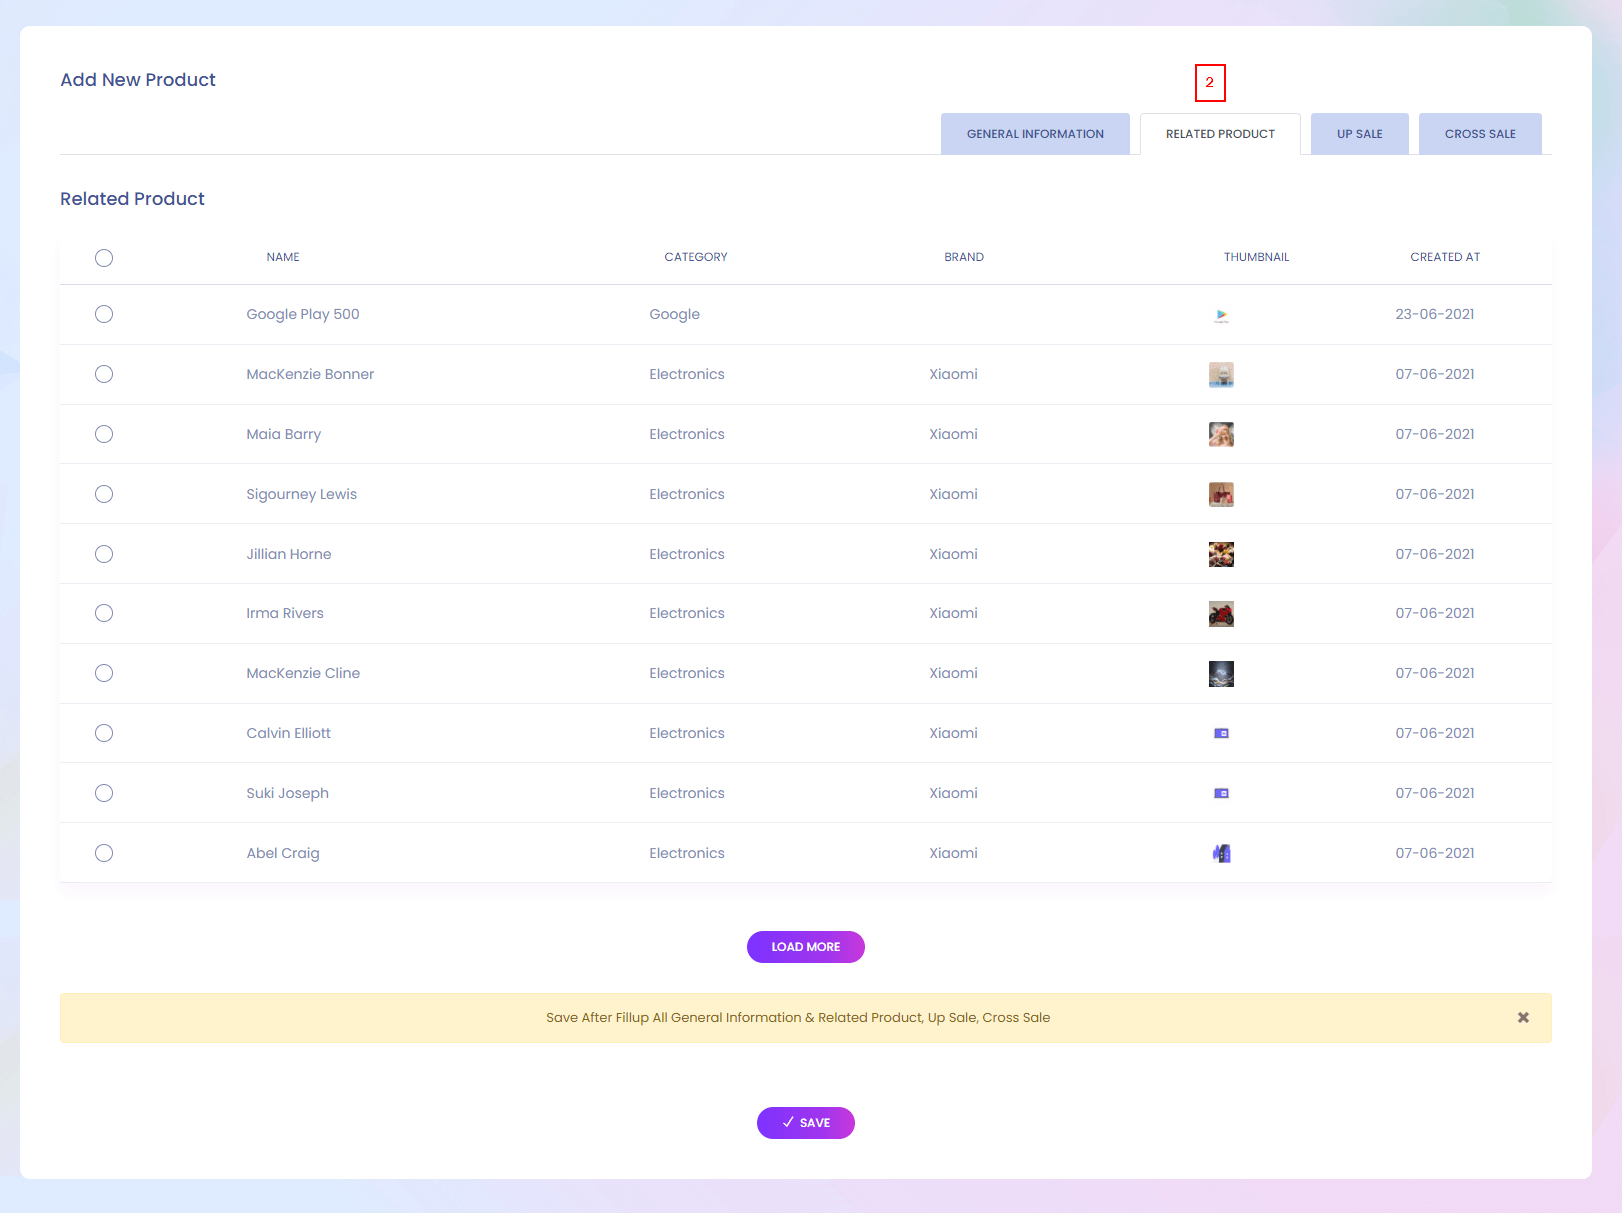 Add New Product
2
GENERAL INFORMATION RELATED PRODUCT UP SALE CROSS SALE
Related Product
NAME CATEGORY BRAND THUMBNAIL CREATED AT
Google Play 500 Google 23-06-2021
MacKenzie Bonner Electronics Xiaomi 07-06-2021
Maia Barry Electronics Xiaomi 07-06-2021
Sigourney Lewis Electronics Xiaomi 07-06-2021
Jillian Horne Electronics Xiaomi 07-06-2021
Irma Rivers Electronics Xiaomi 07-06-2021
MacKenzie Cline Electronics Xiaomi 07-06-2021
Calvin Elliott Electronics Xiaomi 07-06-2021
Suki Joseph Electronics Xiaomi 07-06-2021
Abel Craig Electronics Xiaomi 07-06-2021
LOAD MORE
Save After Fillup All General Information & Related Product, Up Sale, Cross Sale
SAVE